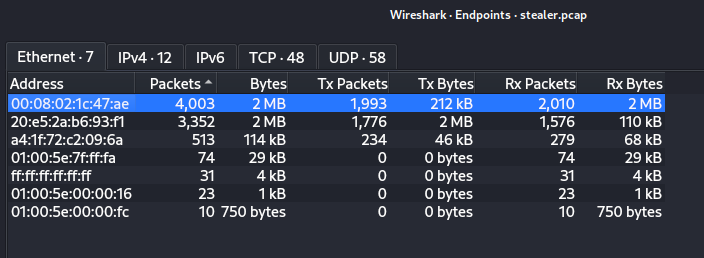 Wireshark · Endpoints · stealer.pcap
Ethernet · 7 IPv4 · 12 IPv6 TCP · 48 UDP · 58
Address Packets Bytes Tx Packets Tx Bytes Rx Packets Rx Bytes
00:08:02:1c:47:ae 4,003 2 MB 1,993 212 kB 2,010 2 MB
20:e5:2a:b6:93:f1 3,352 2 MB 1,776 2 MB 1,576 110 kB
a4:1f:72:c2:09:6a 513 114 kB 234 46 kB 279 68 kB
01:00:5e:7f:ff:fa 74 29 kB 0 0 bytes 74 29 kB
ff:ff:ff:ff:ff:ff 31 4 kB 0 0 bytes 31 4 kB
01:00:5e:00:00:16 23 1 kB 0 0 bytes 23 1 kB
01:00:5e:00:00:fc 10 750 bytes 0 0 bytes 10 750 bytes